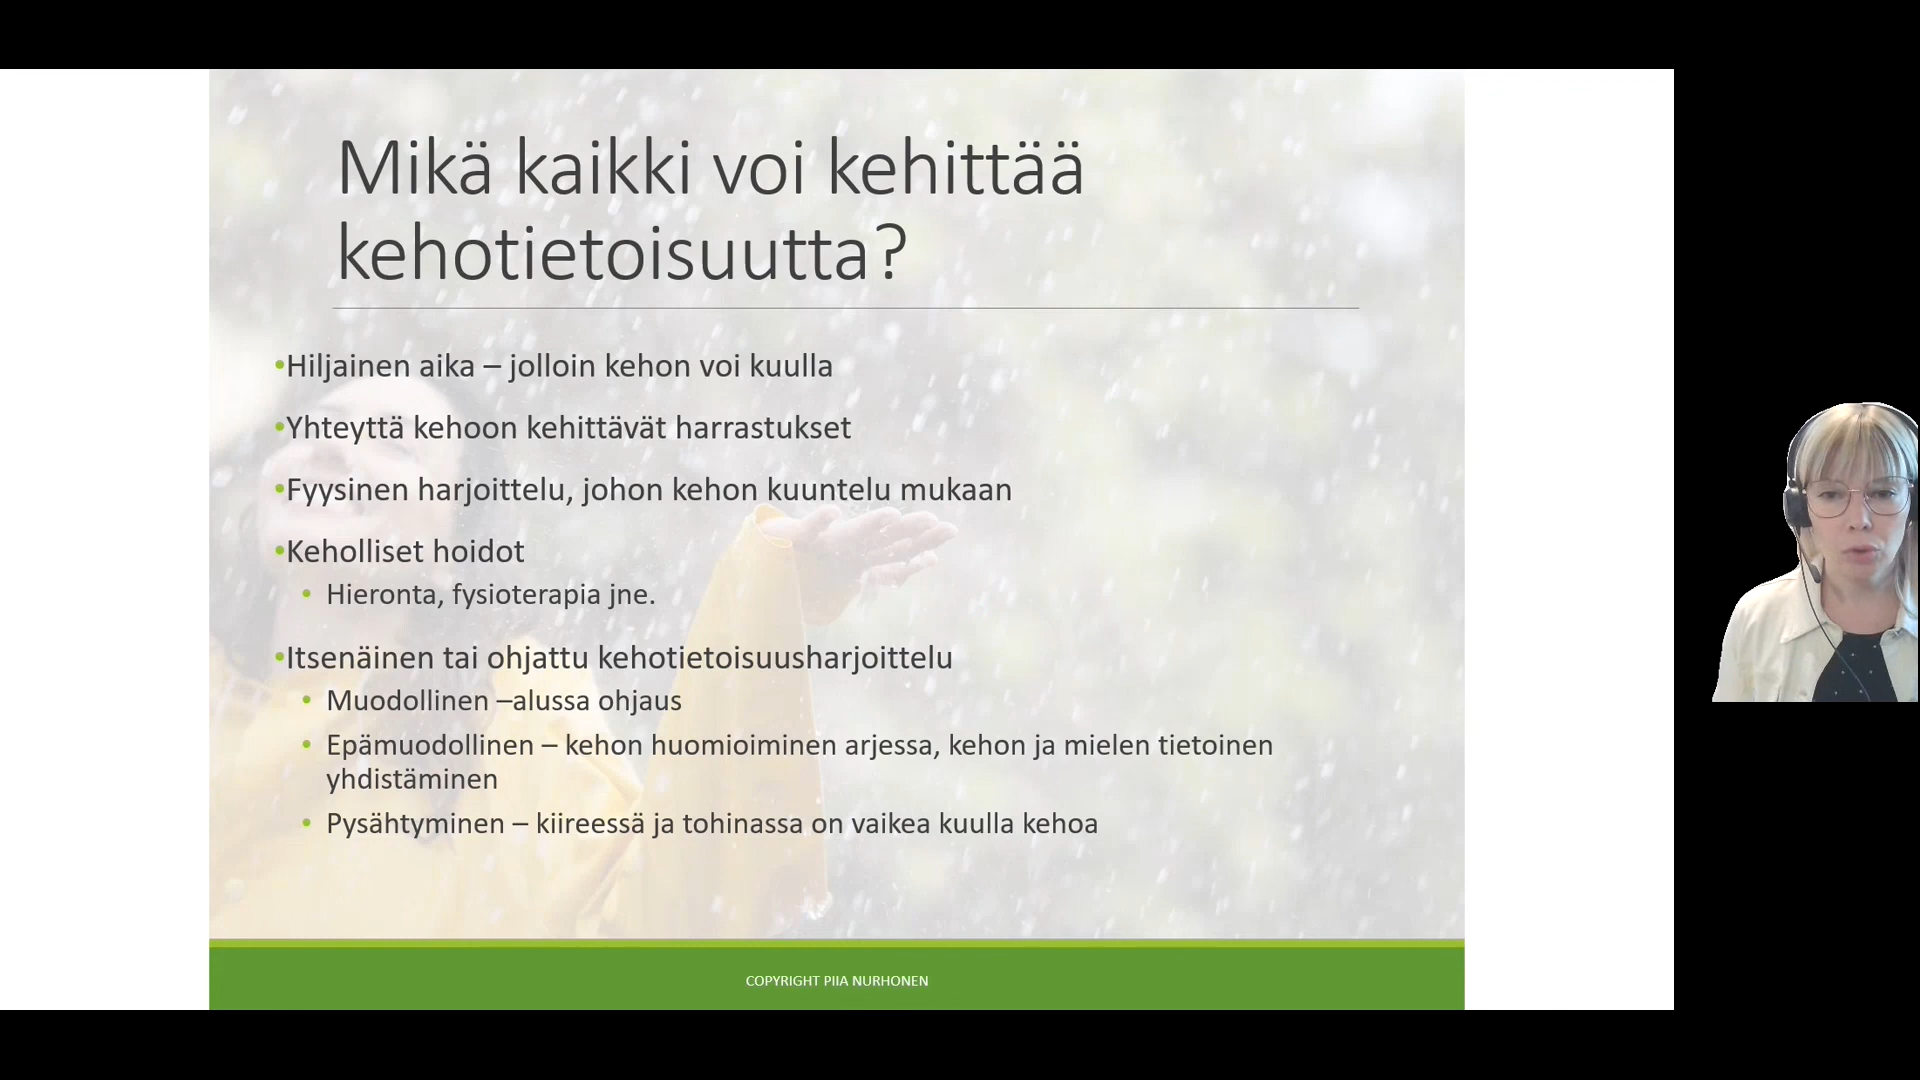 Mikä kaikki voi kehittää
kehotietoisuutta?
•Hiljainen aika – jolloin kehon voi kuulla
•Yhteyttä kehoon kehittävät harrastukset
•Fyysinen harjoittelu, johon kehon kuuntelu mukaan
•Keholliset hoidot
• Hieronta, fysioterapia jne.
•Itsenäinen tai ohjattu kehotietoisuusharjoittelu
• Muodollinen –alussa ohjaus
• Epämuodollinen – kehon huomioiminen arjessa, kehon ja mielen tietoinen
yhdistäminen
• Pysähtyminen – kiireessä ja tohinassa on vaikea kuulla kehoa
COPYRIGHT PIIA NURHONEN